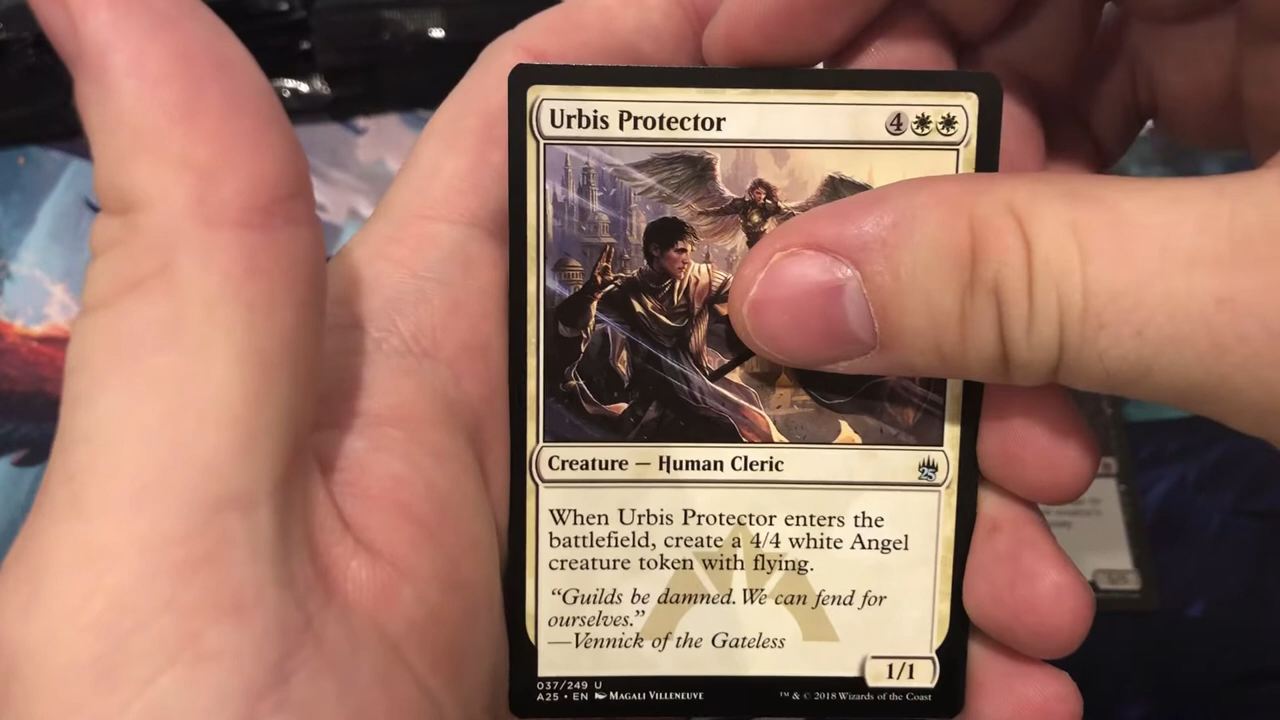 Urbis Protector 4
Creature — Human Cleric
25
When Urbis Protector enters the
battlefield, create a 4/4 white Angel
creature token with flying.
“Guilds be damned. We can fend for
ourselves.”
—Vennick of the Gateless
1/1
037/249 U
A25 • EN Magali Villeneuve
™ & © 2018 Wizards of the Coast